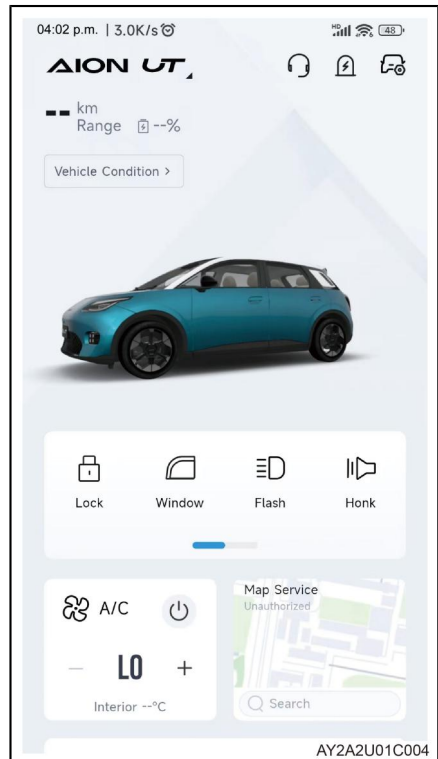 04:02 p.m. | 3.0K/s HD 48
AION UT
-- km
Range --%
Vehicle Condition >
Lock Window Flash Honk
A/C
Map Service
Unauthorized
− LO +
Interior --°C
Search
AY2A2U01C004